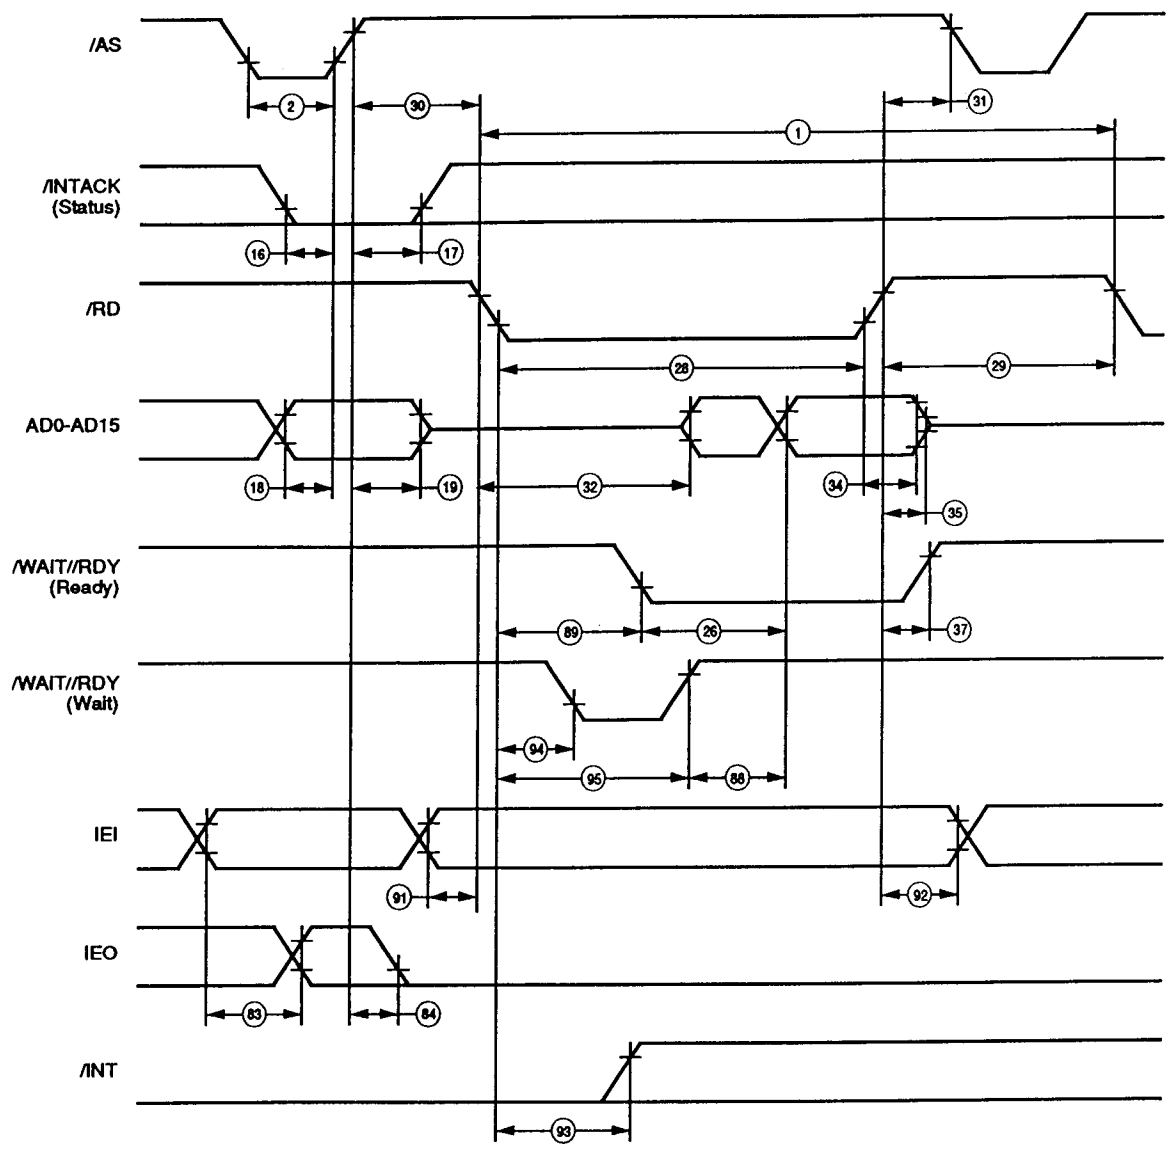 /AS
2
30
31
1
/INTACK
(Status)
16
17
/RD
28
29
AD0-AD15
18
19
32
34
35
/WAIT//RDY
(Ready)
89
26
37
/WAIT//RDY
(Wait)
94
95
88
IEI
91
92
IEO
83
84
/INT
93